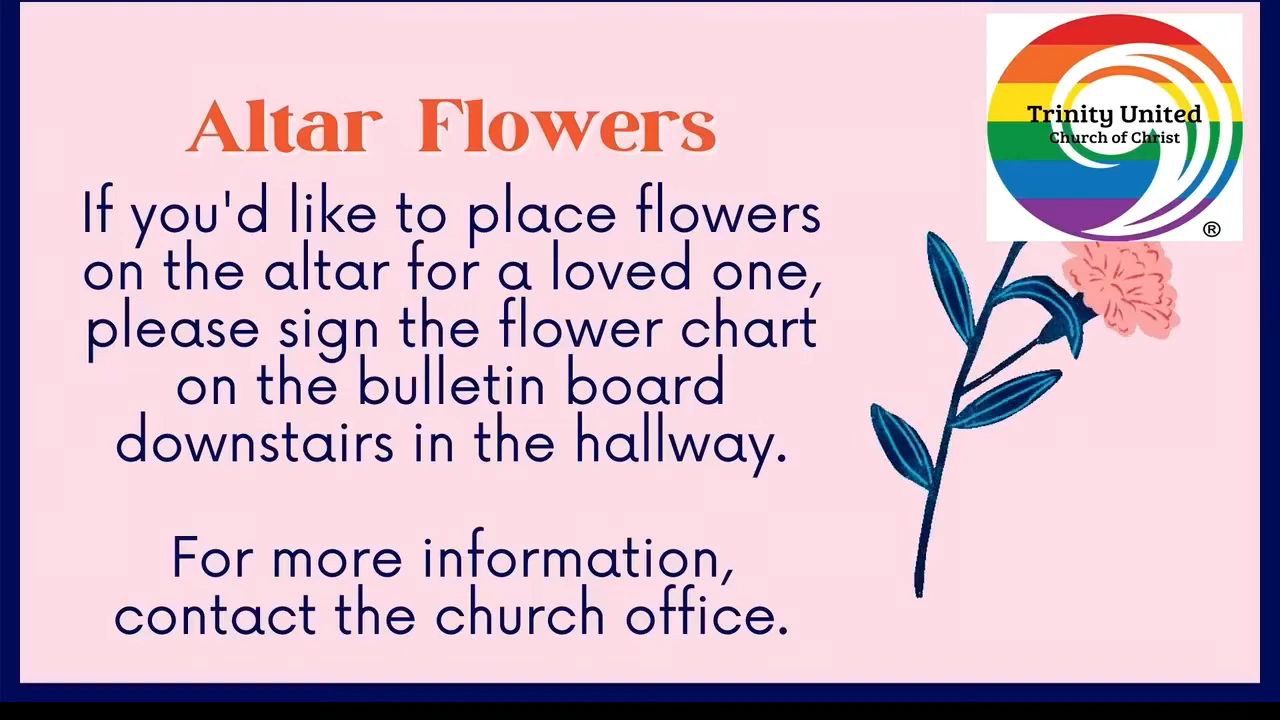 Altar Flowers
If you'd like to place flowers
on the altar for a loved one,
please sign the flower chart
on the bulletin board
downstairs in the hallway.
For more information,
contact the church office.
Trinity United
Church of Christ
®